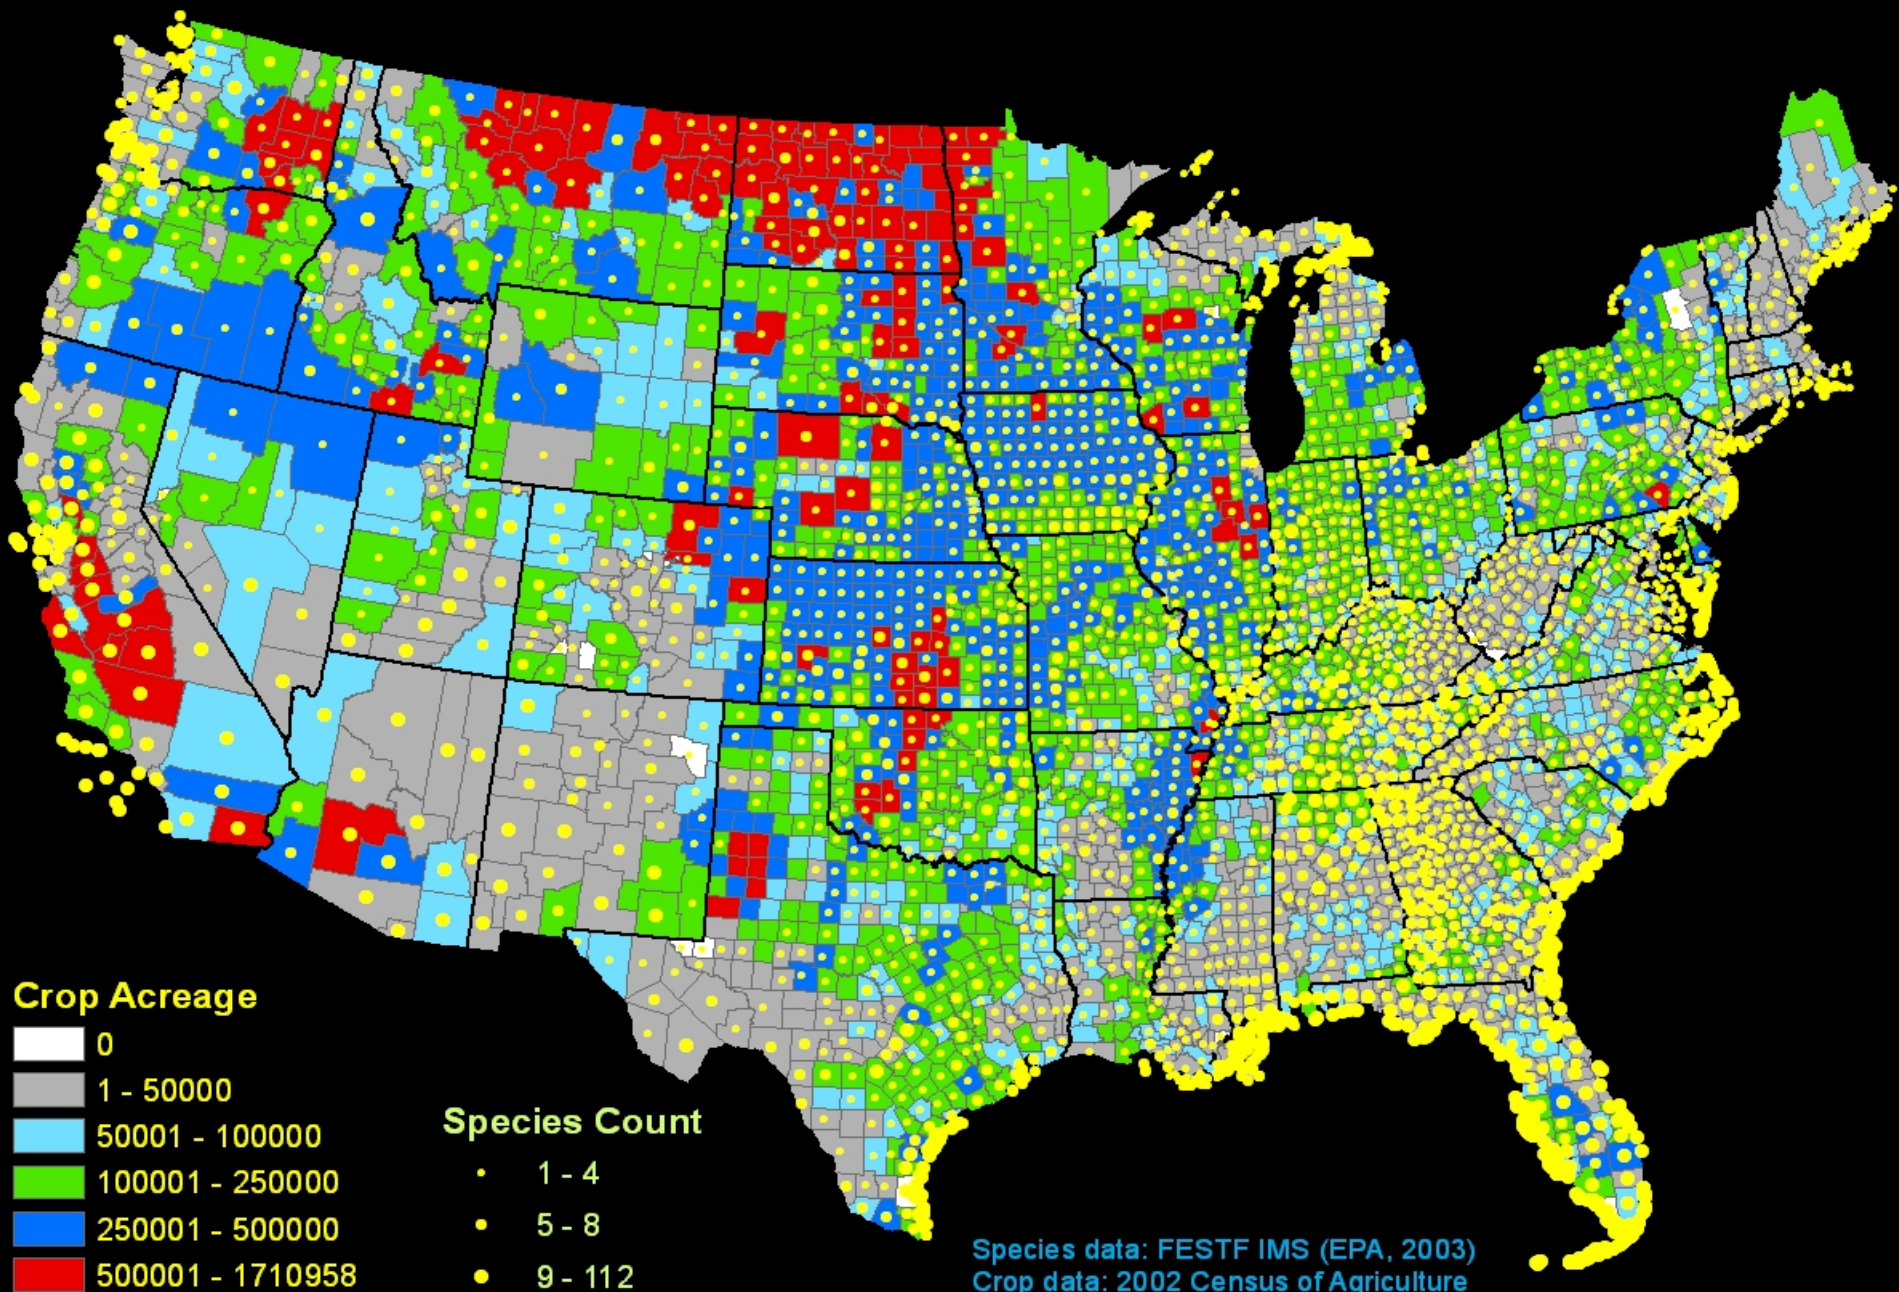 Crop Acreage
0
1 - 50000
50001 - 100000
100001 - 250000
250001 - 500000
500001 - 1710958
Species Count
1 - 4
5 - 8
9 - 112
Species data: FESTF IMS (EPA, 2003)
Crop data: 2002 Census of Agriculture